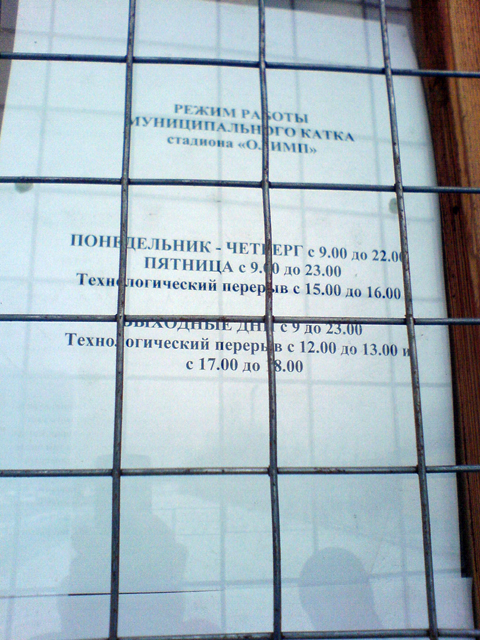 РЕЖИМ РАБОТЫ
МУНИЦИПАЛЬНОГО КАТКА
стадиона «ОЛИМП»
ПОНЕДЕЛЬНИК - ЧЕТВЕРГ с 9.00 до 22.00
ПЯТНИЦА с 9.00 до 23.00
Технологический перерыв с 15.00 до 16.00
ВЫХОДНЫЕ ДНИ с 9 до 23.00
Технологический перерыв с 12.00 до 13.00 и
с 17.00 до 18.00